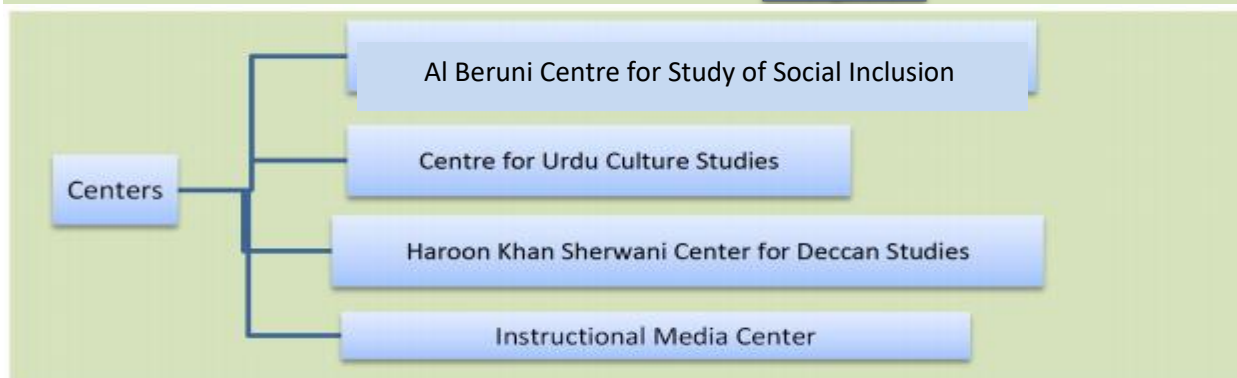 Al Beruni Centre for Study of Social Inclusion
Centre for Urdu Culture Studies
Centers
Haroon Khan Sherwani Center for Deccan Studies
Instructional Media Center